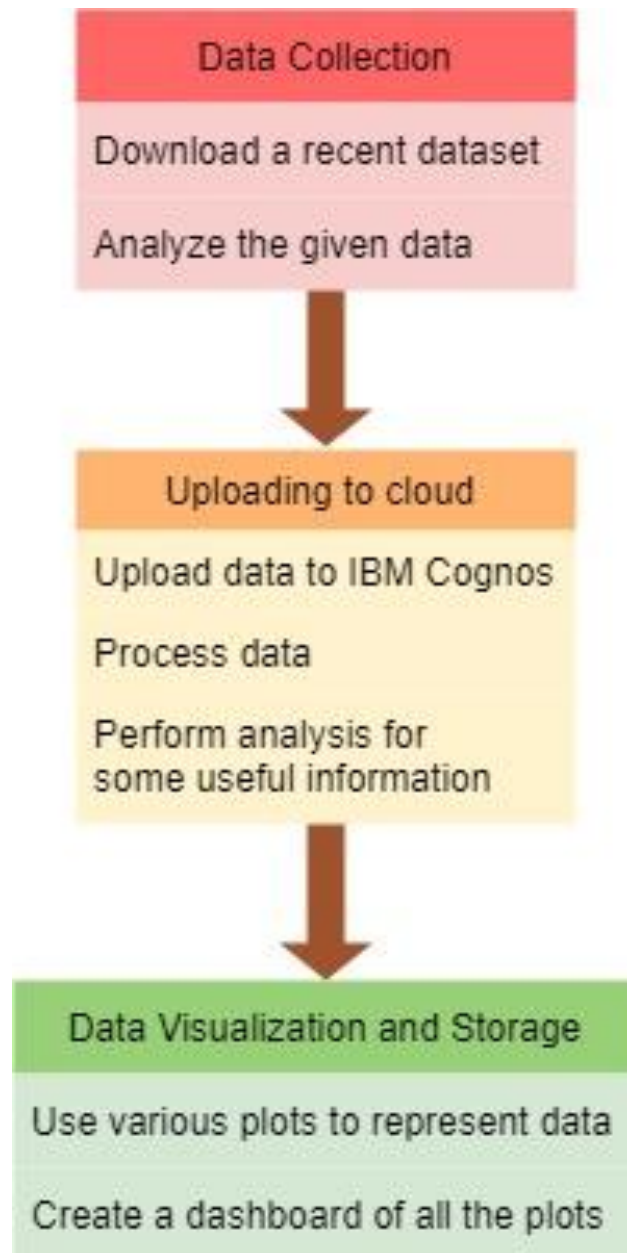 Data Collection
Download a recent dataset
Analyze the given data
Uploading to cloud
Upload data to IBM Cognos
Process data
Perform analysis for
some useful information
Data Visualization and Storage
Use various plots to represent data
Create a dashboard of all the plots